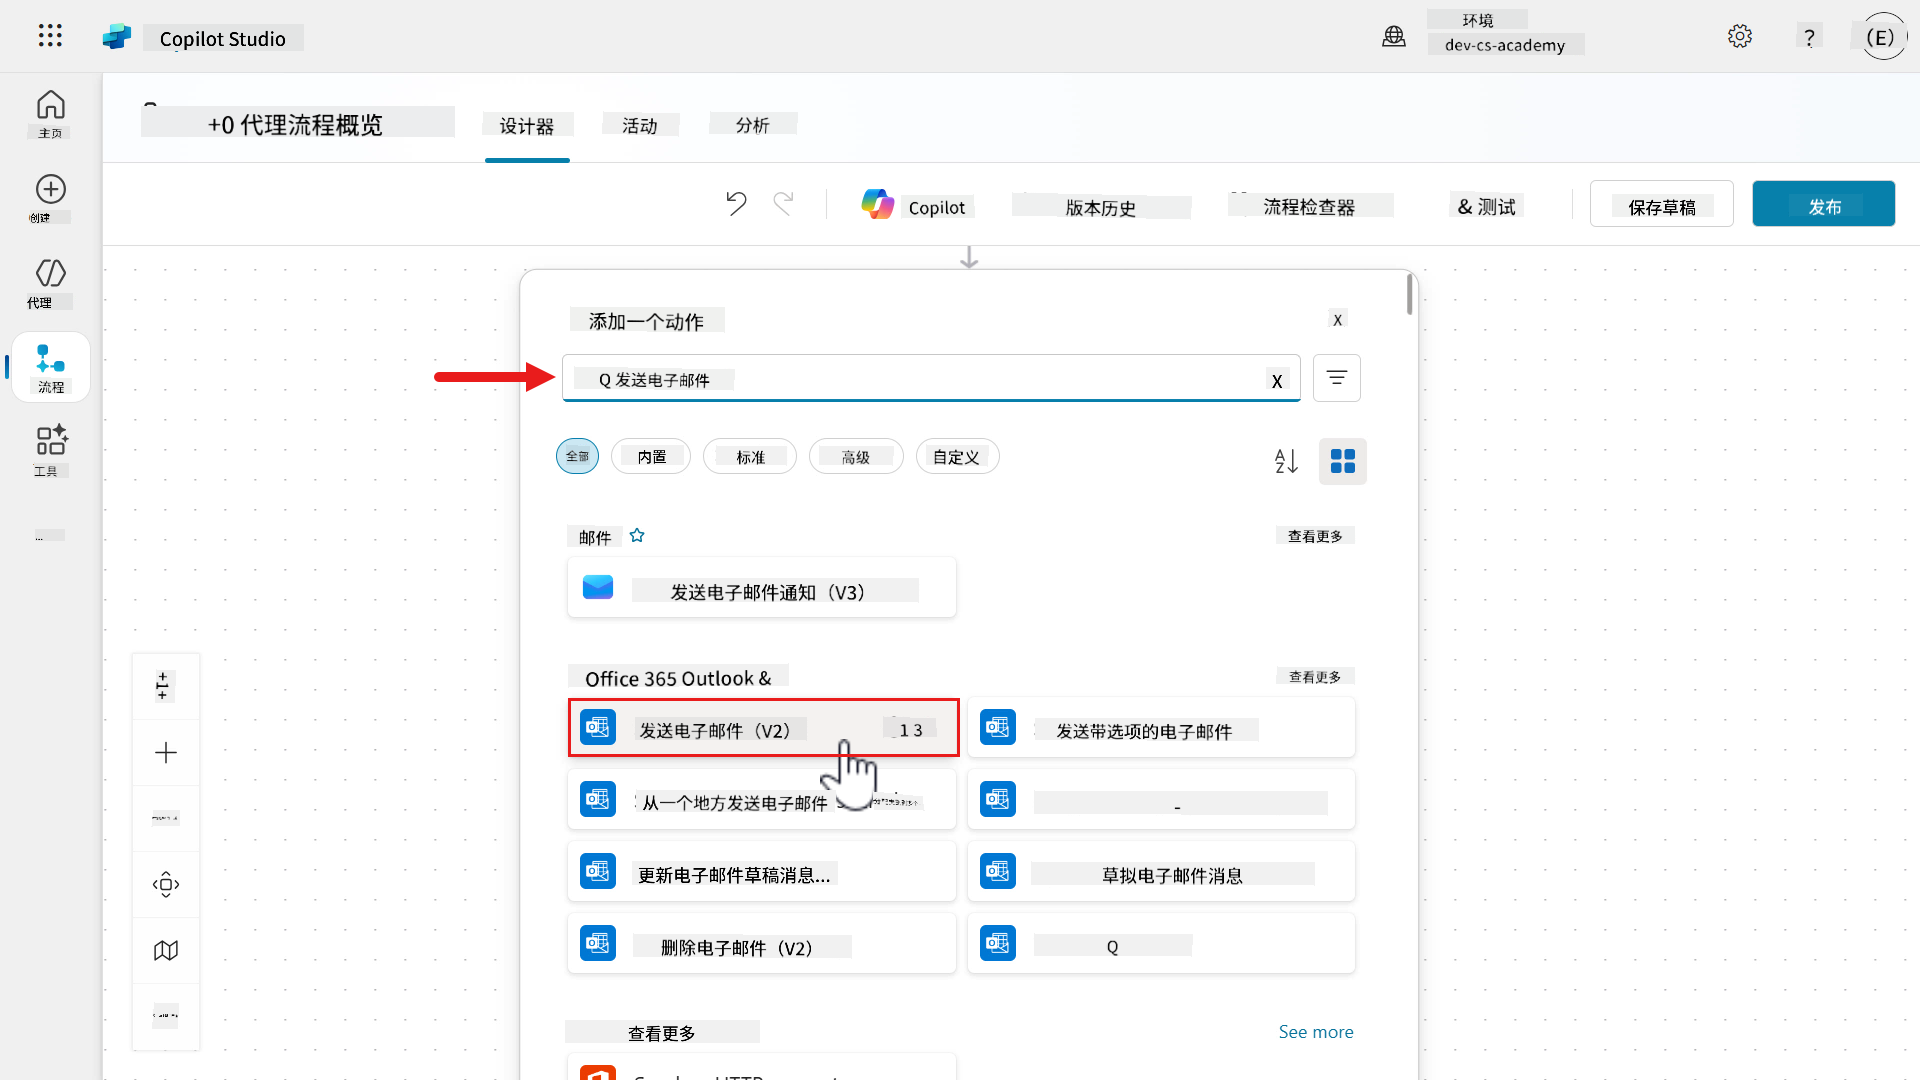 Copilot Studio
环境
dev-cs-academy
?
(E)
主页
创建
代理
流程
工具
...
+0 代理流程概览
设计器
活动
分析
Copilot
版本历史
流程检查器
& 测试
保存草稿
发布
添加一个动作
X
Q 发送电子邮件
X
全部
内置
标准
高级
自定义
A
Z
邮件
查看更多
发送电子邮件通知（V3）
Office 365 Outlook &
查看更多
发送电子邮件（V2）
1 3
发送带选项的电子邮件
从一个地方发送电子邮件
-
更新电子邮件草稿消息...
草拟电子邮件消息
删除电子邮件（V2）
Q
查看更多
See more